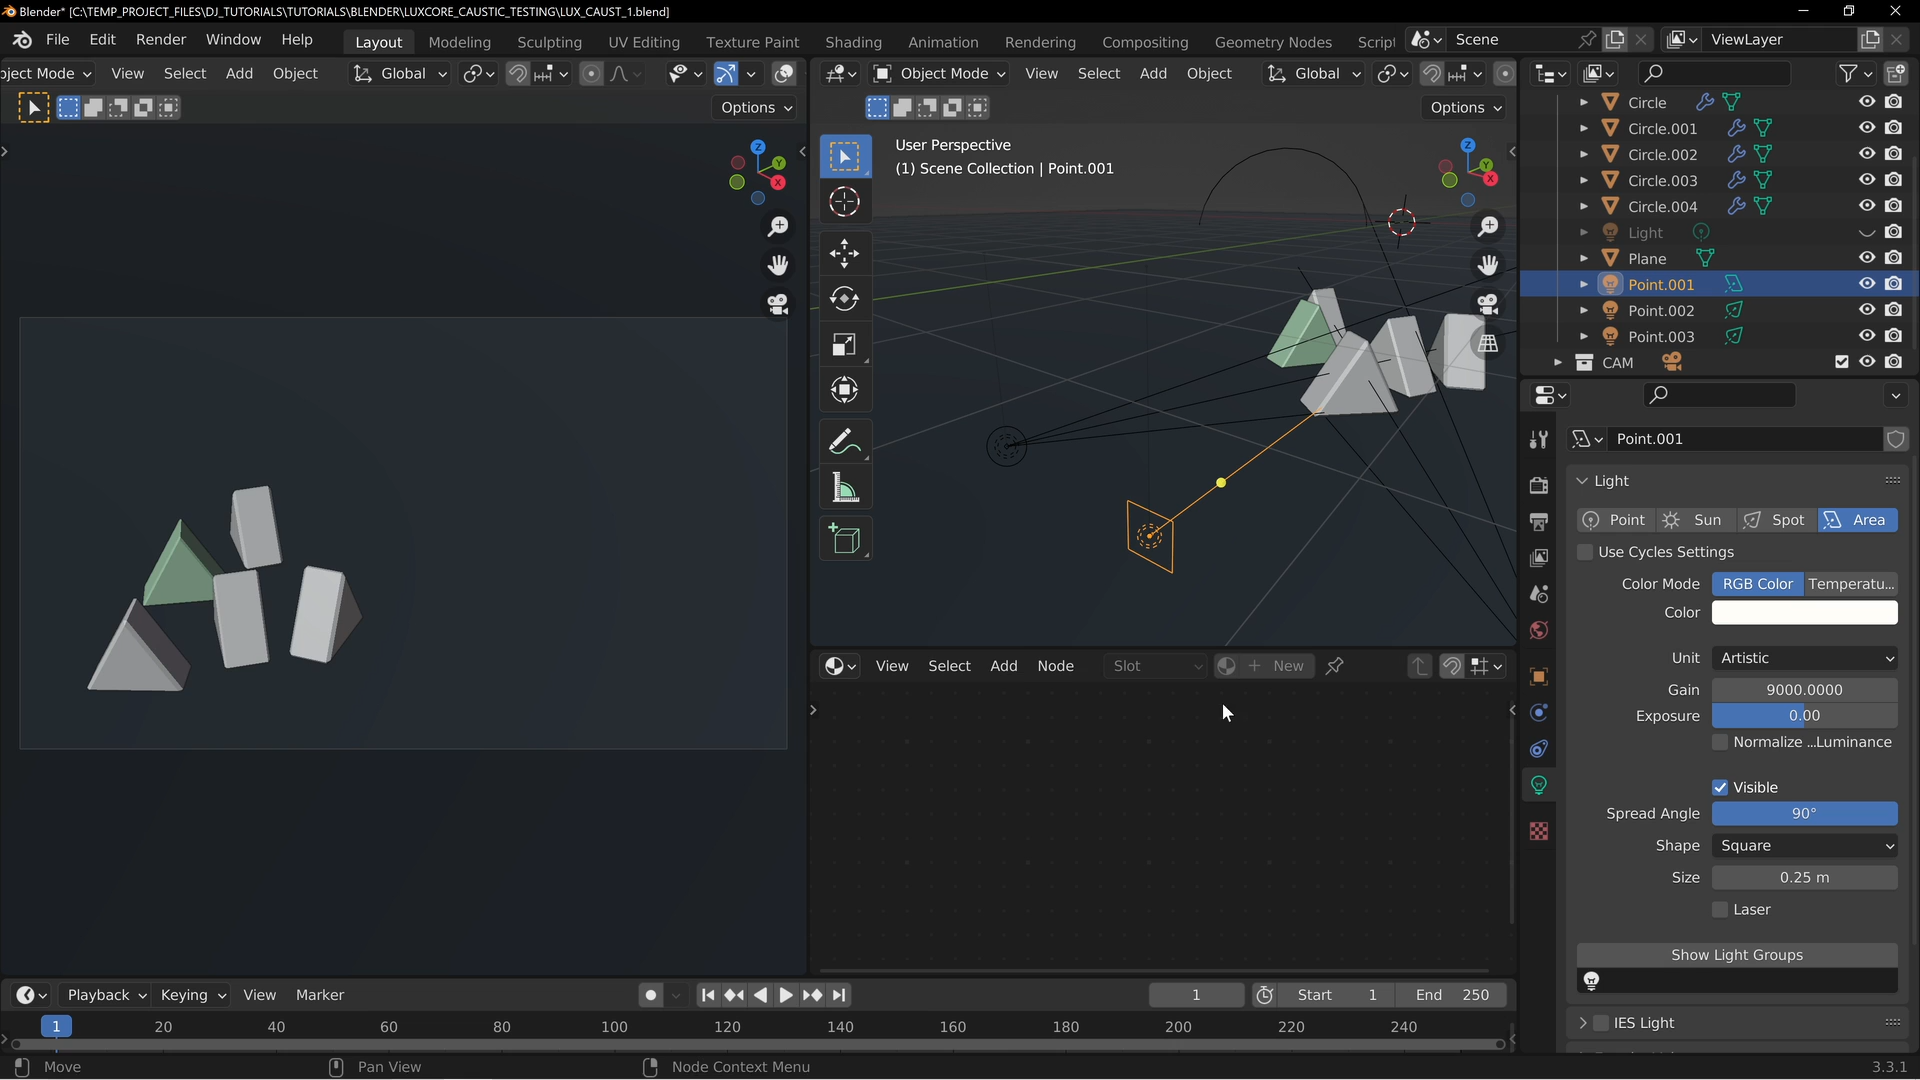 Blender* [C:\TEMP_PROJECT_FILES\DJ_TUTORIALS\TUTORIALS\BLENDER\LUXCORE_CAUSTIC_TESTING\LUX_CAUST_1.blend]
File Edit Render Window Help Layout Modeling Sculpting UV Editing Texture Paint Shading Animation Rendering Compositing Geometry Nodes Script Scene ViewLayer
bject Mode View Select Add Object Global Object Mode View Select Add Object Global
Options Options
User Perspective
(1) Scene Collection | Point.001
Z
Y
X
Z
Y
X
Circle
Circle.001
Circle.002
Circle.003
Circle.004
Light
Plane
Point.001
Point.002
Point.003
CAM
Point.001
Light
Point Sun Spot Area
Use Cycles Settings
Color Mode RGB Color Temperatu...
Color
Unit Artistic
Gain 9000.0000
Exposure 0.00
Normalize ...Luminance
Visible
Spread Angle 90°
Shape Square
Size 0.25 m
Laser
Show Light Groups
IES Light
View Select Add Node Slot New
Playback Keying View Marker 1 Start 1 End 250
1 20 40 60 80 100 120 140 160 180 200 220 240
Move Pan View Node Context Menu 3.3.1